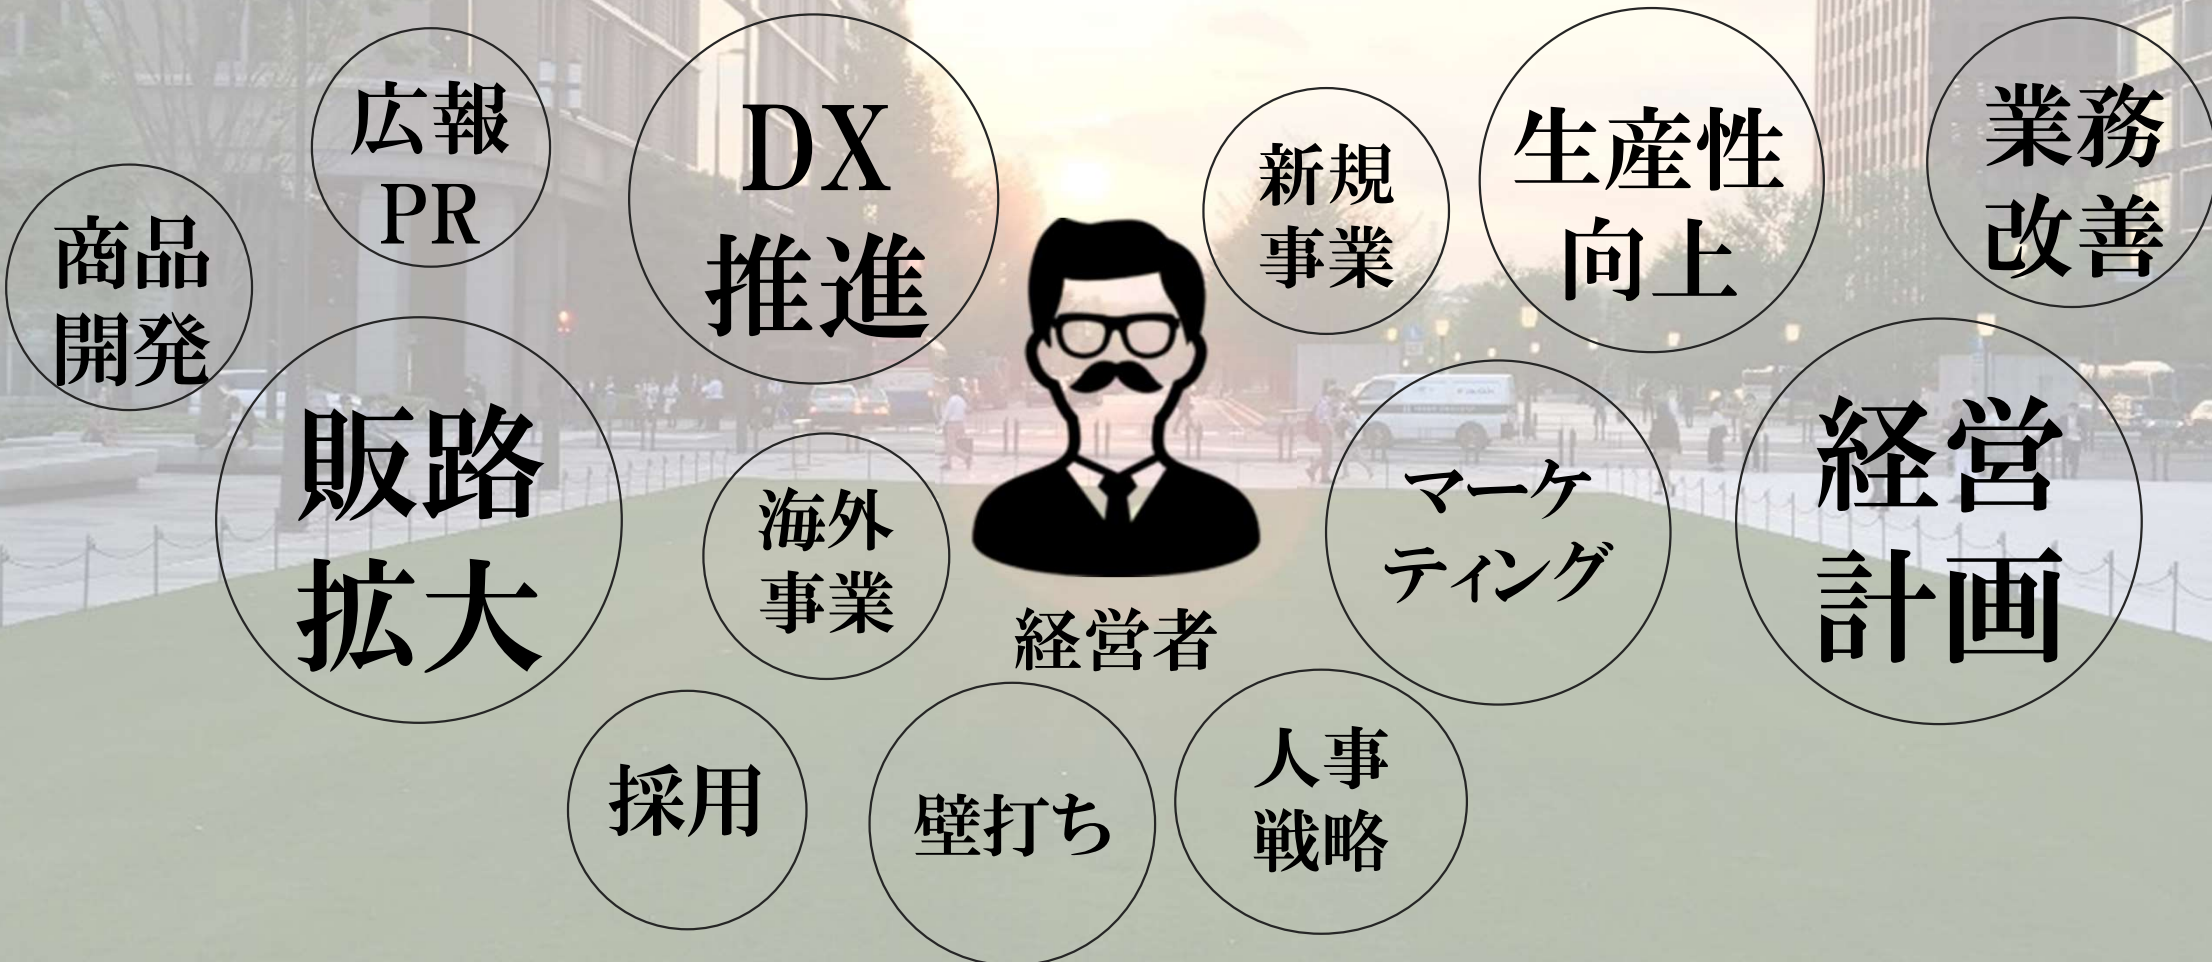 広報
PR
DX
推進
新規
事業
生産性
向上
業務
改善
商品
開発
販路
拡大
海外
事業
経営者
マーケ
ティング
経営
計画
採用
壁打ち
人事
戦略